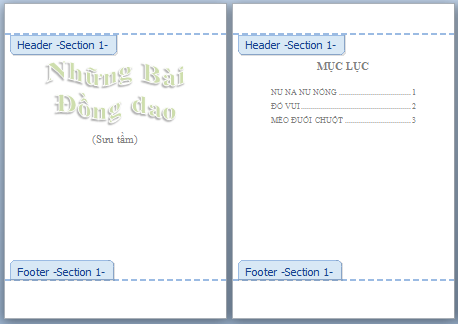 Header -Section 1-
Những Bài
Đồng dao
(Sưu tầm)
Footer -Section 1-
Header -Section 1-
MỤC LỤC
NU NA NU NỐNG 1
ĐỐ VUI 2
MÈO ĐUỔI CHUỘT 3
Footer -Section 1-